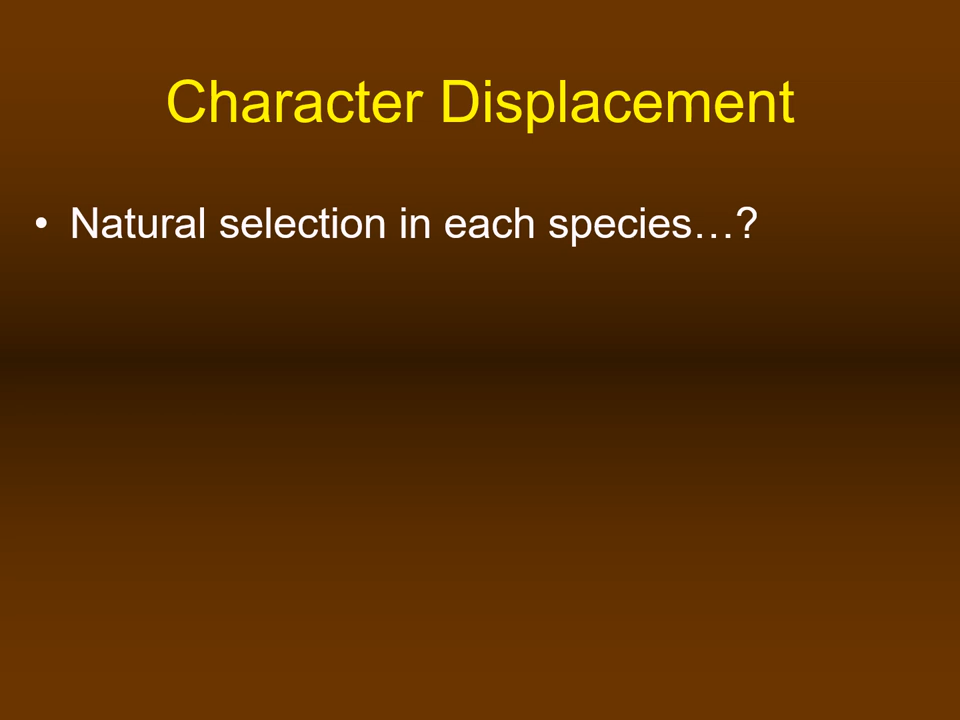 Character Displacement
• Natural selection in each species…?